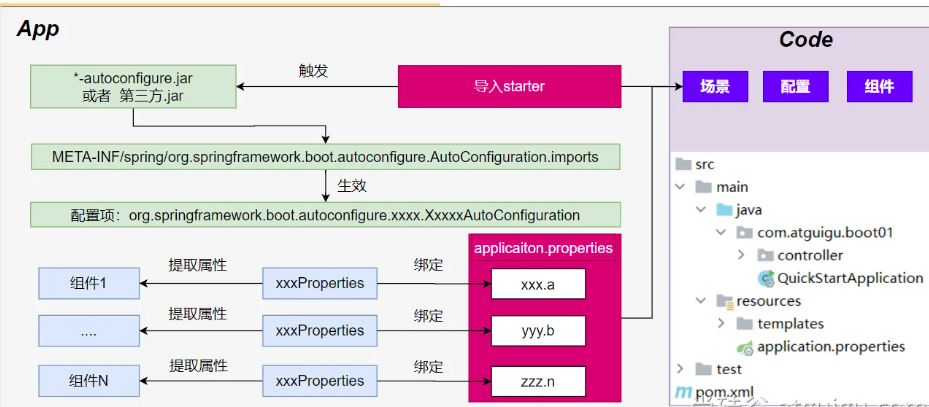 App
Code
*-autoconfigure.jar
或者 第三方.jar
触发
导入starter
场景
配置
组件
META-INF/spring/org.springframework.boot.autoconfigure.AutoConfiguration.imports
生效
配置项：org.springframework.boot.autoconfigure.xxxx.XxxxxAutoConfiguration
applicaiton.properties
组件1
提取属性
xxxProperties
绑定
xxx.a
....
提取属性
xxxProperties
绑定
yyy.b
组件N
提取属性
xxxProperties
绑定
zzz.n
src
main
java
com.atguigu.boot01
controller
QuickStartApplication
resources
templates
application.properties
test
pom.xml